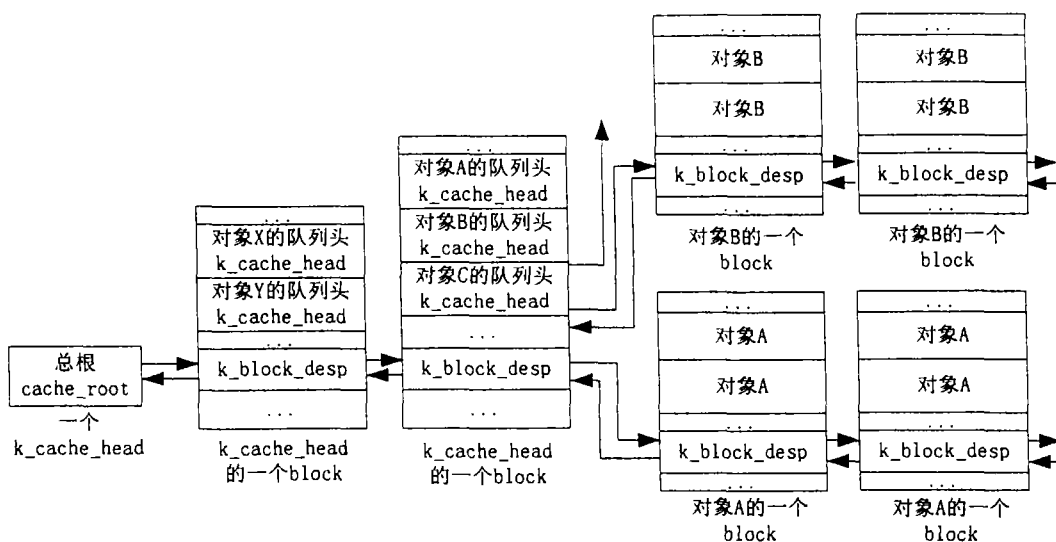 总根
cache_root
一个
k_cache_head
...
对象X的队列头
k_cache_head
对象Y的队列头
k_cache_head
...
k_block_desp
...
k_cache_head
的一个block
...
对象A的队列头
k_cache_head
对象B的队列头
k_cache_head
对象C的队列头
k_cache_head
...
k_block_desp
...
k_cache_head
的一个block
...
对象B
对象B
...
k_block_desp
...
对象B的一个
block
...
对象B
对象B
...
k_block_desp
...
对象B的一个
block
...
对象A
对象A
...
k_block_desp
...
对象A的一个
block
...
对象A
对象A
...
k_block_desp
...
对象A的一个
block